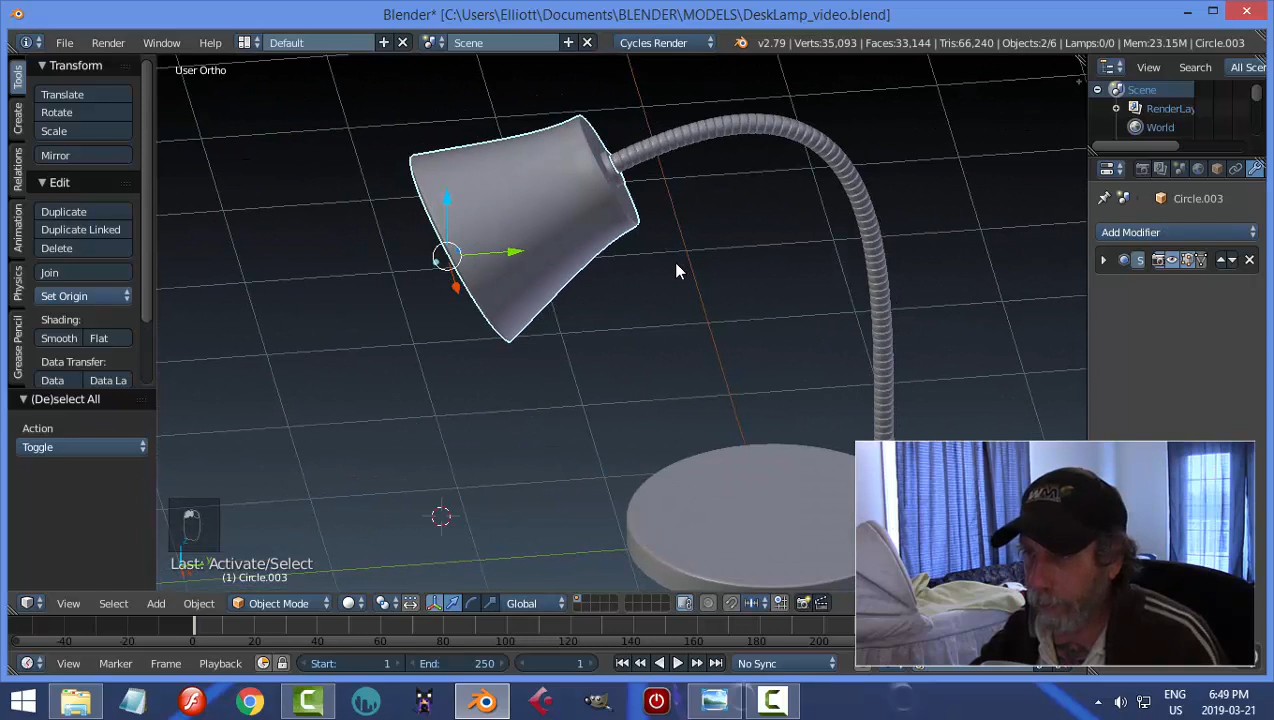 Blender* [C:\Users\Elliott\Documents\BLENDER\MODELS\DeskLamp_video.blend]
File Render Window Help Default Scene Cycles Render v2.79 | Verts:35,093 | Faces:33,144 | Tris:66,240 | Objects:2/6 | Lamps:0/0 | Mem:23.15M | Circle.003
View Search All Scen
Scene
RenderLay
World
Circle.003
Add Modifier
S
Tools
Create
Relations
Animation
Physics
Grease Pencil
Transform
Translate
Rotate
Scale
Mirror
Edit
Duplicate
Duplicate Linked
Delete
Join
Set Origin
Shading:
Smooth Flat
Data Transfer:
Data Data La
(De)select All
Action
Toggle
User Ortho
Last: Activate/Select
(1) Circle.003
View Select Add Object Object Mode Global
-40 -20 0 20 40 60 80 100 120 140 160 180 200
View Marker Frame Playback Start: 1 End: 250 1 No Sync
ENG
US
6:49 PM
2019-03-21